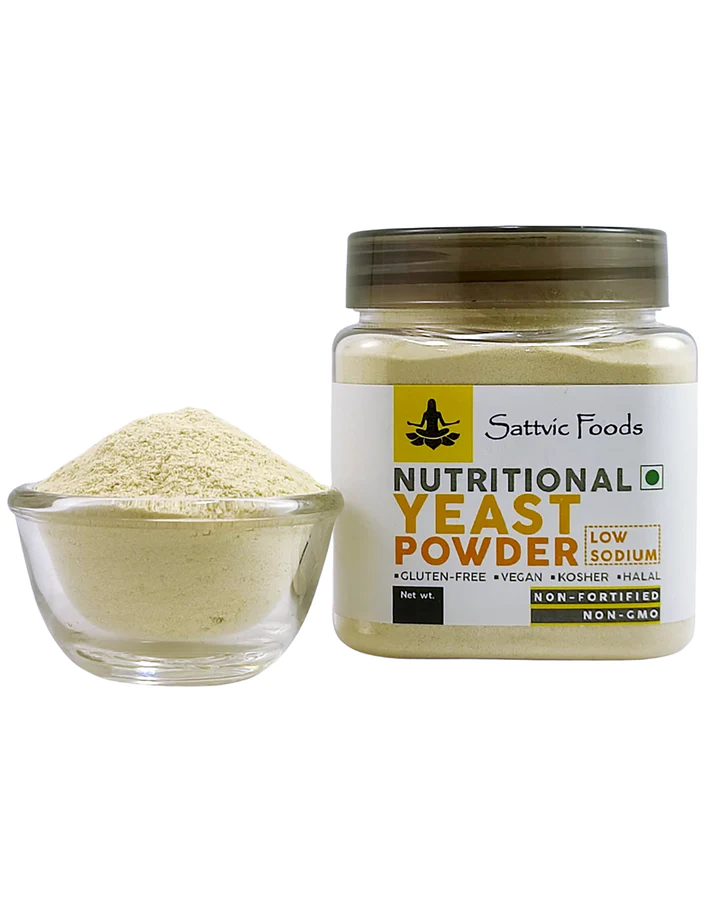 Sattvic Foods
NUTRITIONAL
YEAST
POWDER
LOW
SODIUM
▪GLUTEN-FREE ▪VEGAN ▪KOSHER ▪HALAL
Net wt.
NON-FORTIFIED
NON-GMO